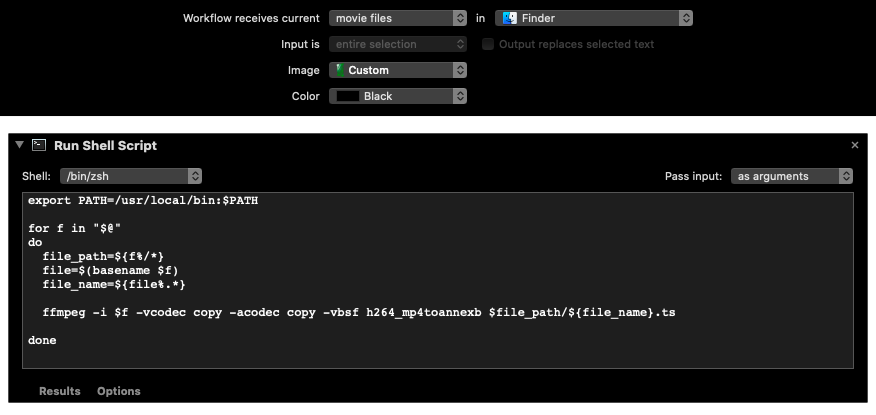 Workflow receives current movie files in Finder
Input is entire selection Output replaces selected text
Image Custom
Color Black
Run Shell Script
Shell: /bin/zsh Pass input: as arguments
export PATH=/usr/local/bin:$PATH
for f in "$@"
do
file_path=${f%/*}
file=$(basename $f)
file_name=${file%.*}
ffmpeg -i $f -vcodec copy -acodec copy -vbsf h264_mp4toannexb $file_path/${file_name}.ts
done
Results Options